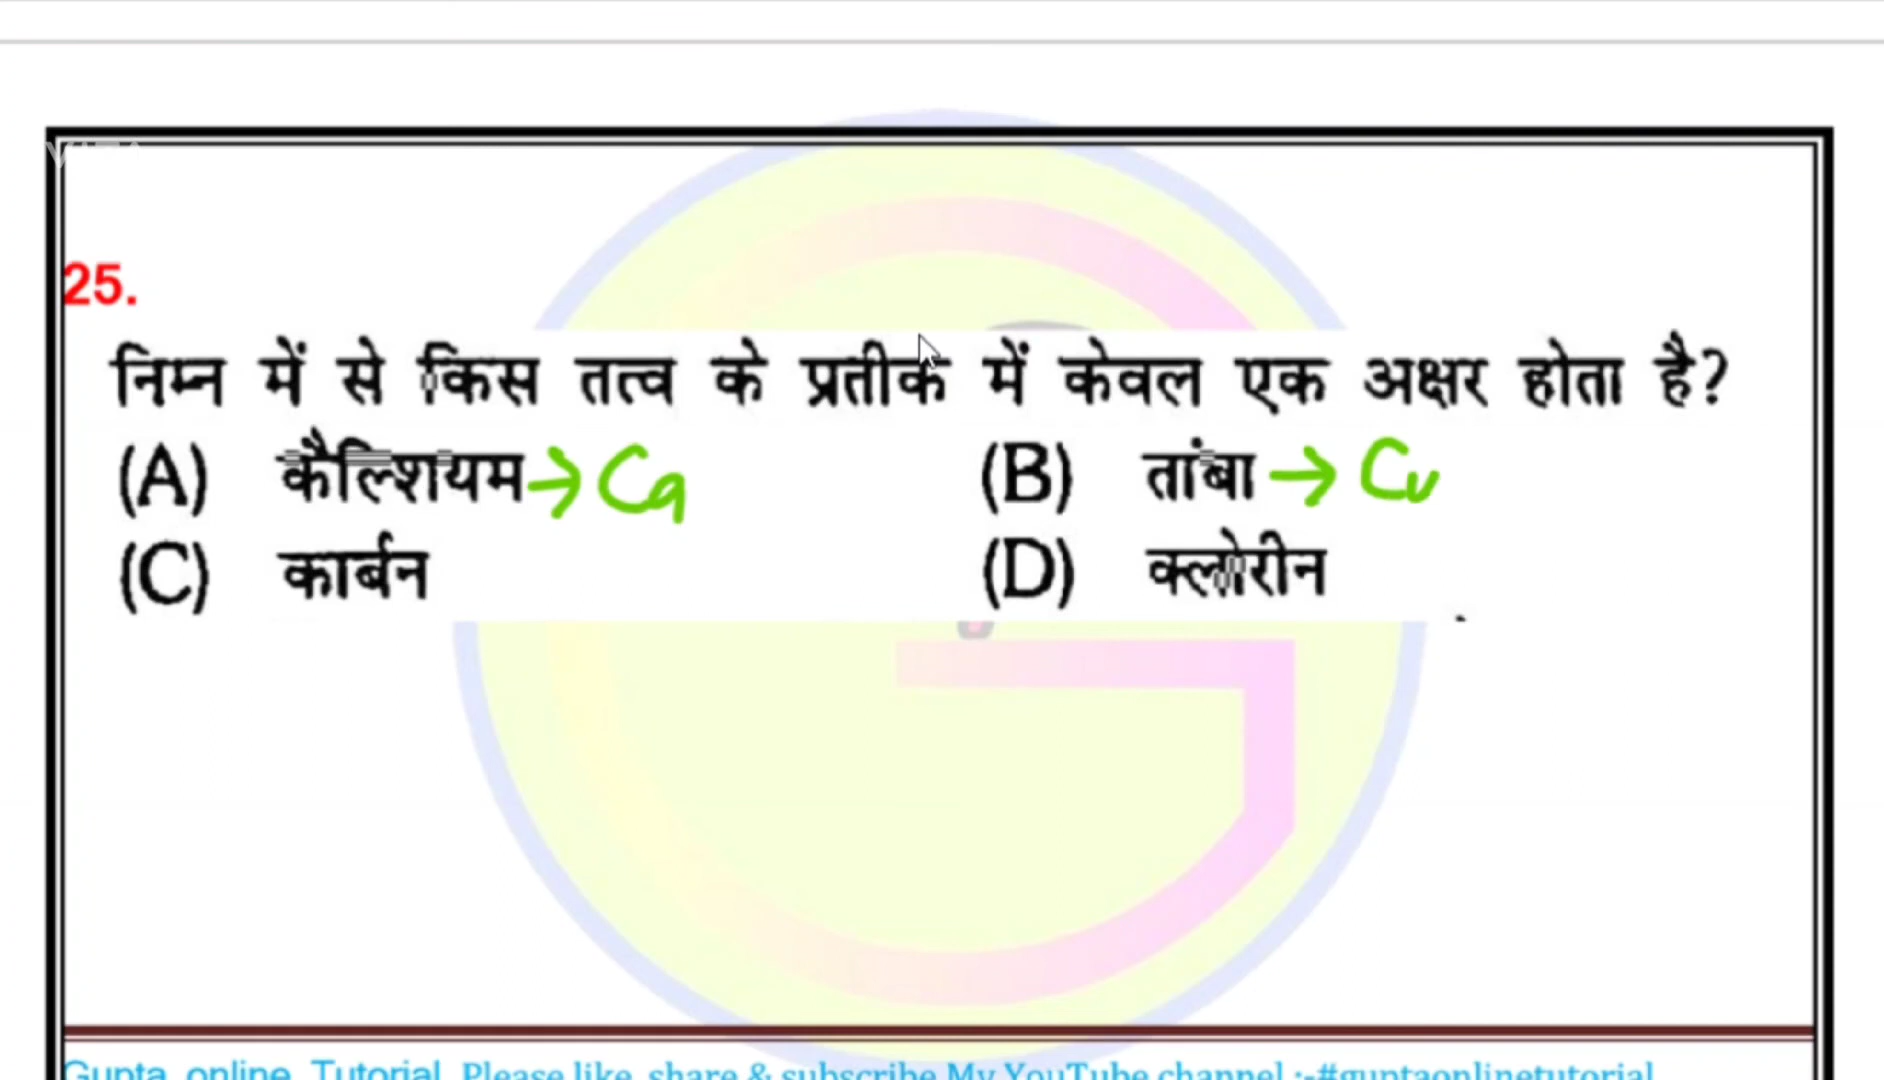 25.
निम्न में से किस तत्व के प्रतीक में केवल एक अक्षर होता है?
(A) कैल्शियम → Ca (B) तांबा → Cu
(C) कार्बन (D) क्लोरीन
Gupta online Tutorial Please like, share & subscribe My YouTube channel :-#guptaonlinetutorial